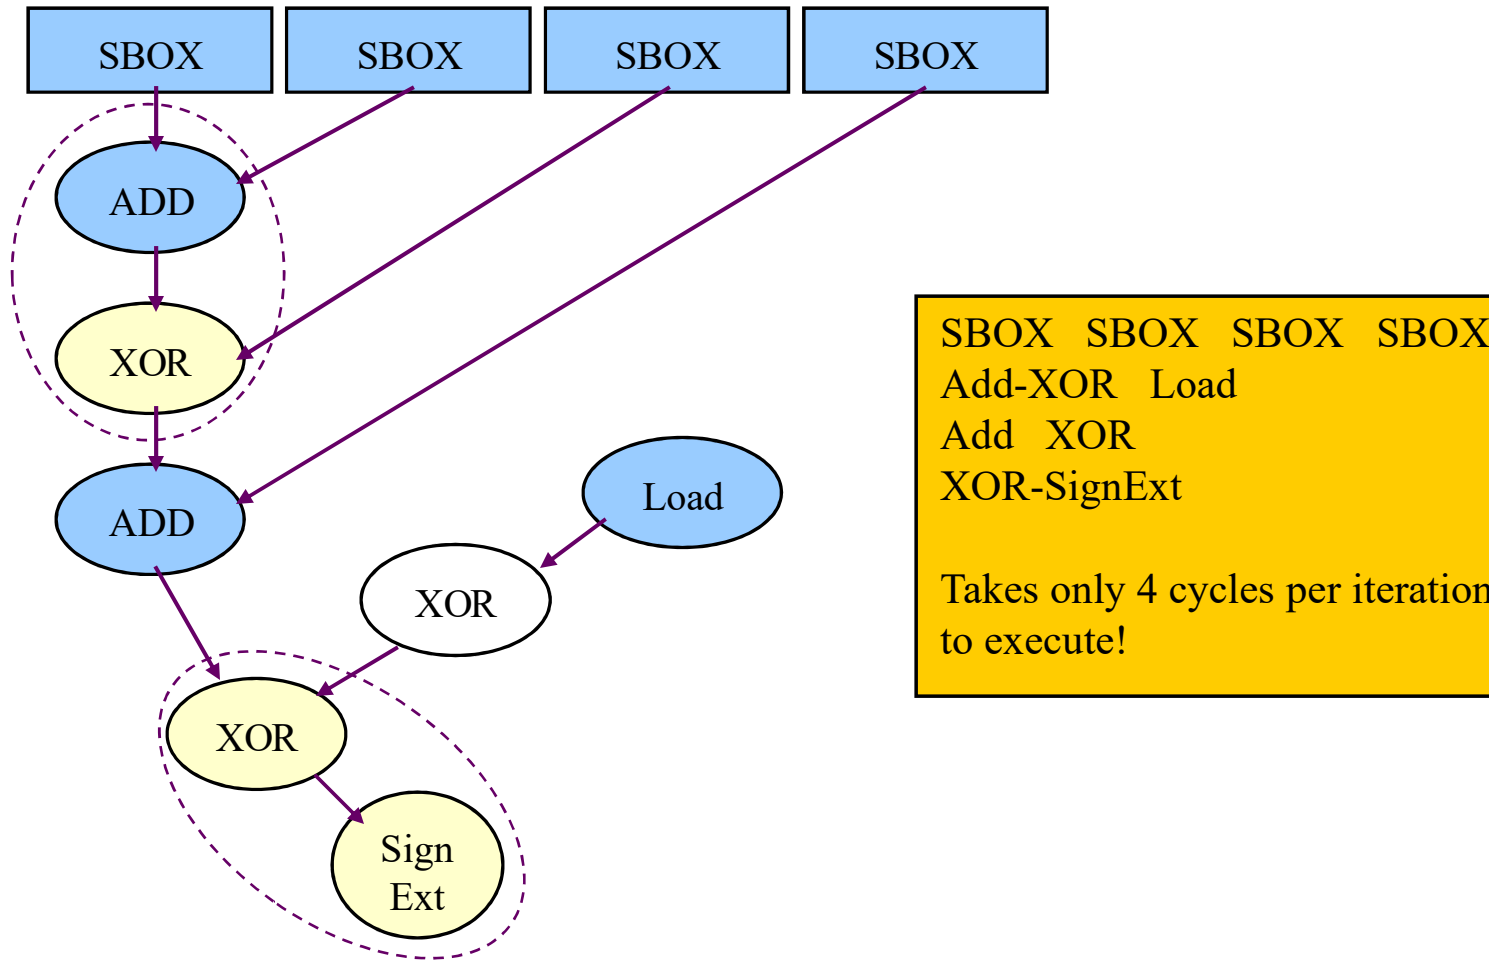 SBOX SBOX SBOX SBOX
ADD
XOR
ADD
Load
XOR
XOR
Sign
Ext
SBOX SBOX SBOX SBOX
Add-XOR Load
Add XOR
XOR-SignExt
Takes only 4 cycles per iteration
to execute!